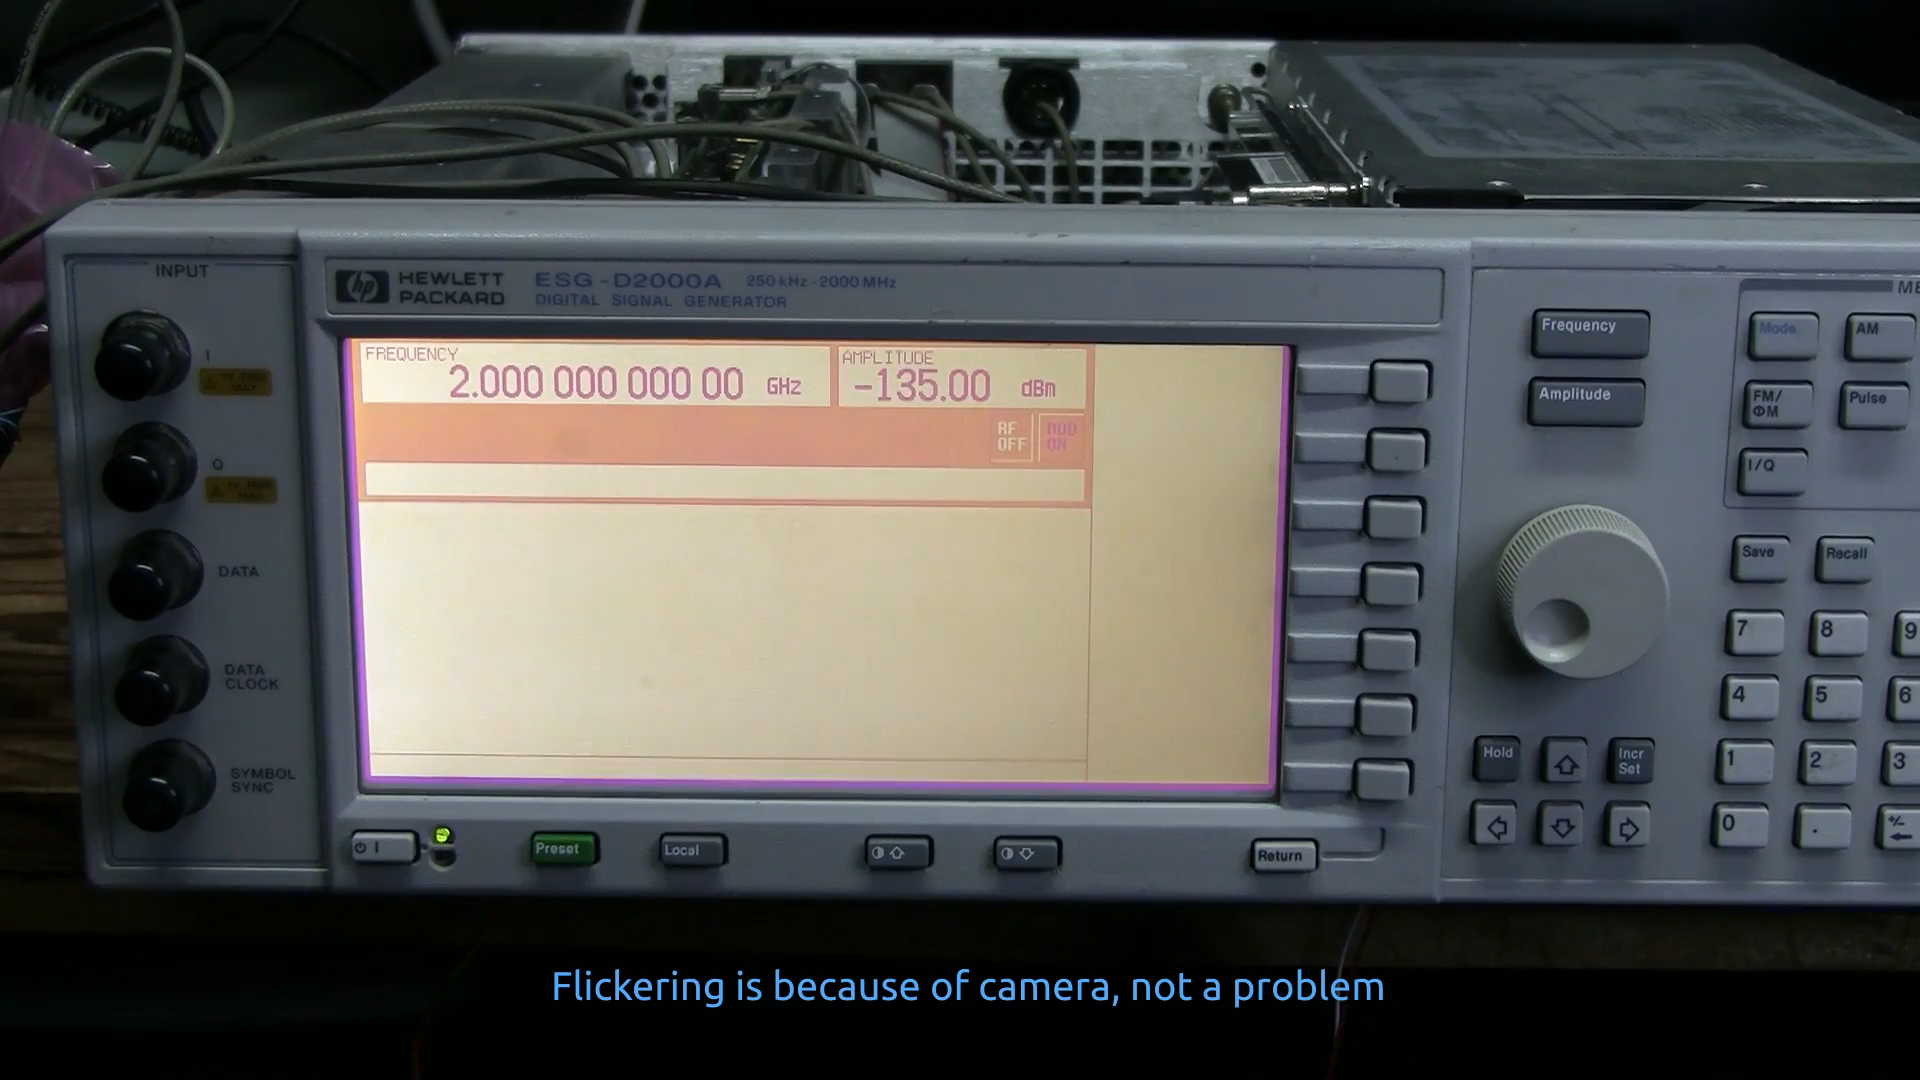 INPUT
I
Q
DATA
DATA
CLOCK
SYMBOL
SYNC
hp
HEWLETT
PACKARD
ESG-D2000A
250 kHz - 2000 MHz
DIGITAL SIGNAL GENERATOR
FREQUENCY
2.000 000 000 00 GHz
AMPLITUDE
-135.00 dBm
RF
OFF
MOD
ON
Preset
Local
Return
Frequency
Amplitude
Mode
AM
FM/
ΦM
Pulse
I/Q
Save
Recall
7
8
9
4
5
6
Hold
Incr
Set
1
2
3
0
.
+/-
Flickering is because of camera, not a problem